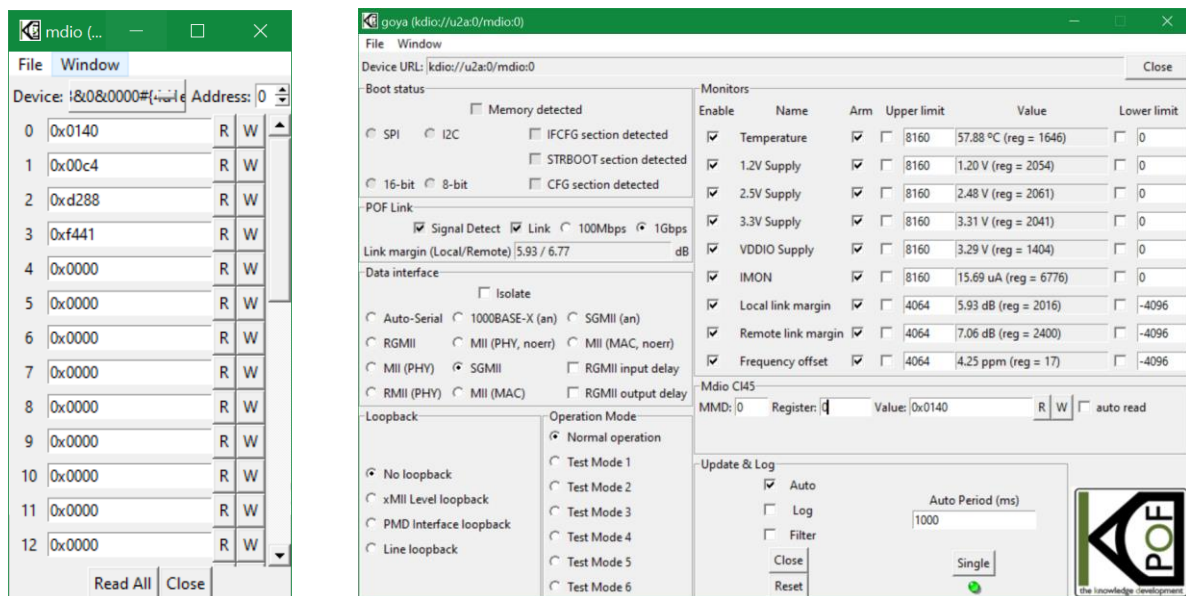 mdio (...
File Window
Device: Address: 0
0 0x0140 R W
1 0x00c4 R W
2 0xd288 R W
3 0xf441 R W
4 0x0000 R W
5 0x0000 R W
6 0x0000 R W
7 0x0000 R W
8 0x0000 R W
9 0x0000 R W
10 0x0000 R W
11 0x0000 R W
12 0x0000 R W
Read All Close
goya (kdio://u2a:0/mdio:0)
File Window
Device URL: kdio://u2a:0/mdio:0 Close
Boot status
Memory detected
SPI I2C IFCFG section detected
STRBOOT section detected
16-bit 8-bit CFG section detected
POF Link
Signal Detect Link 100Mbps 1Gbps
Link margin (Local/Remote) 5.93 / 6.77 dB
Data interface
Isolate
Auto-Serial 1000BASE-X (an) SGMII (an)
RGMII MII (PHY, noerr) MII (MAC, noerr)
MII (PHY) SGMII RGMII input delay
RMII (PHY) MII (MAC) RGMII output delay
Loopback
No loopback
xMII Level loopback
PMD Interface loopback
Line loopback
Operation Mode
Normal operation
Test Mode 1
Test Mode 2
Test Mode 3
Test Mode 4
Test Mode 5
Test Mode 6
Monitors
Enable Name Arm Upper limit Value Lower limit
Temperature 8160 57.88 ºC (reg = 1646) 0
1.2V Supply 8160 1.20 V (reg = 2054) 0
2.5V Supply 8160 2.48 V (reg = 2061) 0
3.3V Supply 8160 3.31 V (reg = 2041) 0
VDDIO Supply 8160 3.29 V (reg = 1404) 0
IMON 8160 15.69 uA (reg = 6776) 0
Local link margin 4064 5.93 dB (reg = 2016) -4096
Remote link margin 4064 7.06 dB (reg = 2400) -4096
Frequency offset 4064 4.25 ppm (reg = 17) -4096
Mdio Cl45
MMD: 0 Register: 0 Value: 0x0140 R W auto read
Update & Log
Auto
Log
Filter
Close
Reset
Auto Period (ms)
1000
Single
KDPOF
the knowledge development